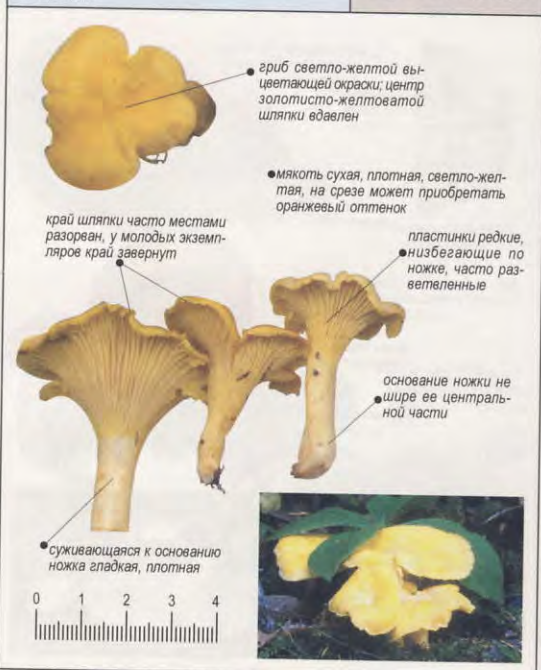 гриб светло-желтой вы-
цветающей окраски; центр
золотисто-желтоватой
шляпки вдавлен
мякоть сухая, плотная, светло-жел-
тая, на срезе может приобретать
оранжевый оттенок
край шляпки часто местами
разорван, у молодых экземп-
ляров край завернут
пластинки редкие,
низбегающие по
ножке, часто раз-
ветвленные
основание ножки не
шире ее централь-
ной части
суживающаяся к основанию
ножка гладкая, плотная
0 1 2 3 4